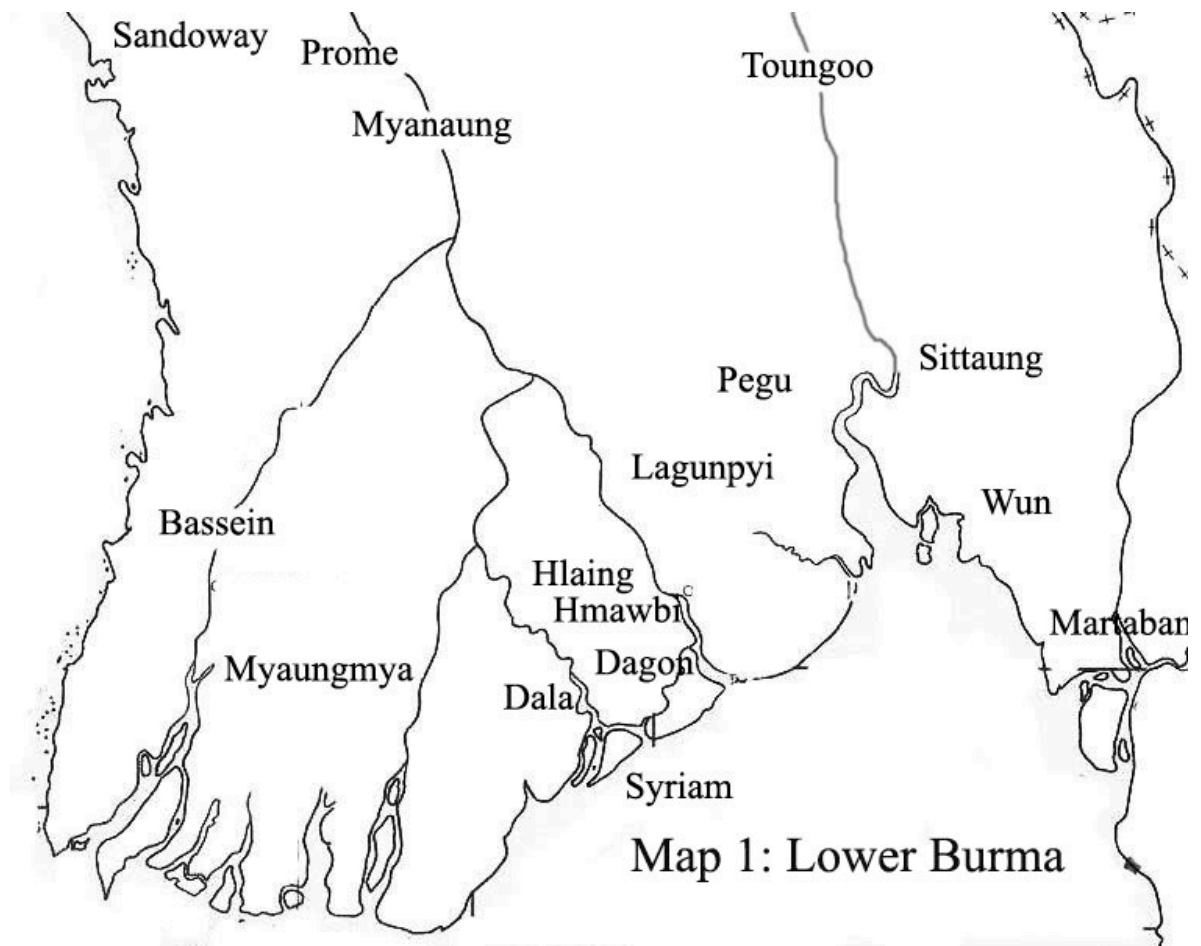 Sandoway
Prome
Toungoo
Myanaung
Sittaung
Pegu
Lagunpyi
Wun
Bassein
Hlaing
Hmawbi
Martaban
Myaungmya
Dagon
Dala
Syriam
Map 1: Lower Burma